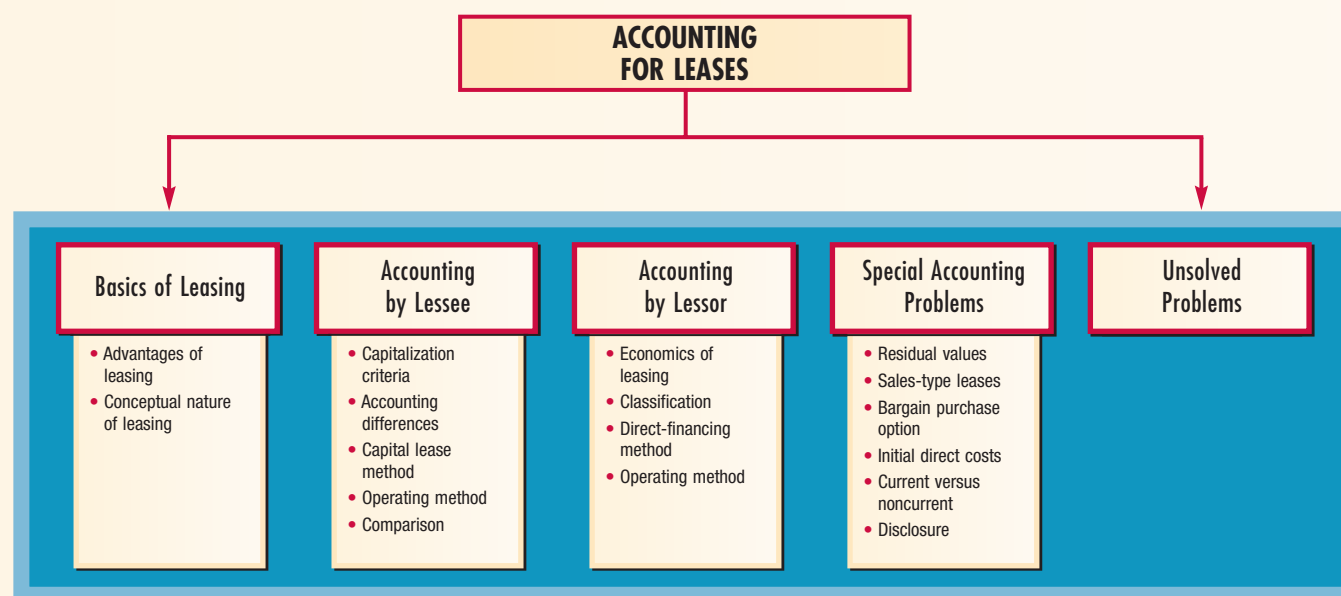 ACCOUNTING
FOR LEASES
Basics of Leasing
• Advantages of
leasing
• Conceptual nature
of leasing
Accounting
by Lessee
• Capitalization
criteria
• Accounting
differences
• Capital lease
method
• Operating method
• Comparison
Accounting
by Lessor
• Economics of
leasing
• Classification
• Direct-financing
method
• Operating method
Special Accounting
Problems
• Residual values
• Sales-type leases
• Bargain purchase
option
• Initial direct costs
• Current versus
noncurrent
• Disclosure
Unsolved
Problems